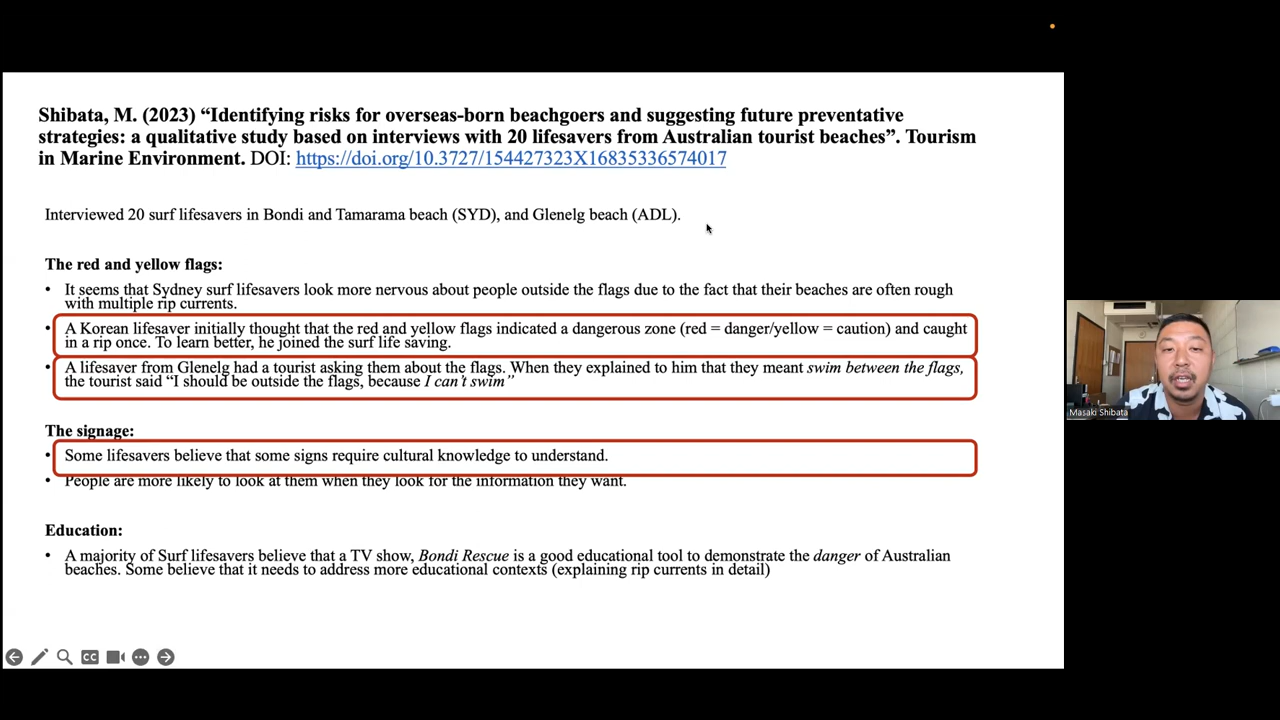 Shibata, M. (2023) “Identifying risks for overseas-born beachgoers and suggesting future preventative
strategies: a qualitative study based on interviews with 20 lifesavers from Australian tourist beaches”. Tourism
in Marine Environment. DOI: https://doi.org/10.3727/154427323X16835336574017
Interviewed 20 surf lifesavers in Bondi and Tamarama beach (SYD), and Glenelg beach (ADL).
The red and yellow flags:
• It seems that Sydney surf lifesavers look more nervous about people outside the flags due to the fact that their beaches are often rough
with multiple rip currents.
• A Korean lifesaver initially thought that the red and yellow flags indicated a dangerous zone (red = danger/yellow = caution) and caught
in a rip once. To learn better, he joined the surf life saving.
• A lifesaver from Glenelg had a tourist asking them about the flags. When they explained to him that they meant swim between the flags,
the tourist said “I should be outside the flags, because I can’t swim”
The signage:
• Some lifesavers believe that some signs require cultural knowledge to understand.
• People are more likely to look at them when they look for the information they want.
Education:
• A majority of Surf lifesavers believe that a TV show, Bondi Rescue is a good educational tool to demonstrate the danger of Australian
beaches. Some believe that it needs to address more educational contexts (explaining rip currents in detail)
CC
Masaki Shibata